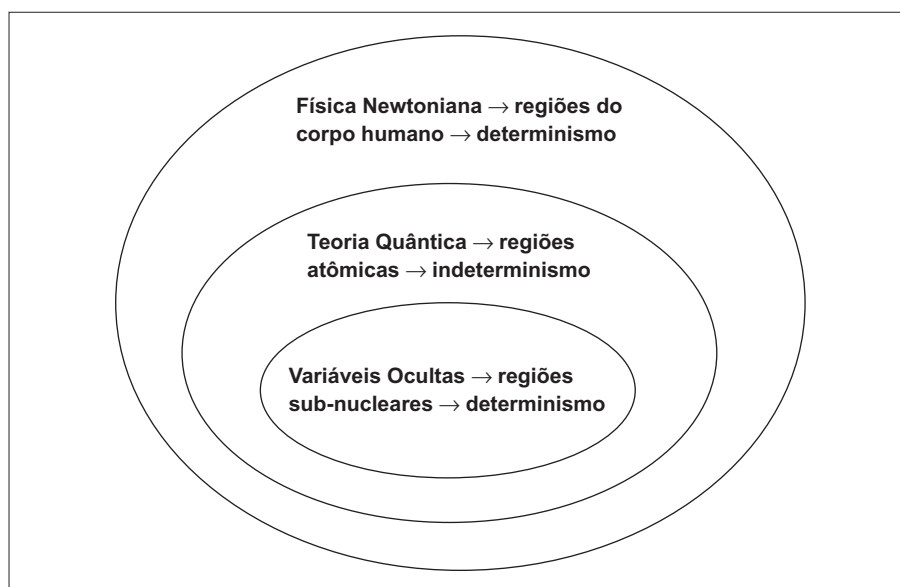 Física Newtoniana → regiões do
corpo humano → determinismo
Teoria Quântica → regiões
atômicas → indeterminismo
Variáveis Ocultas → regiões
sub-nucleares → determinismo